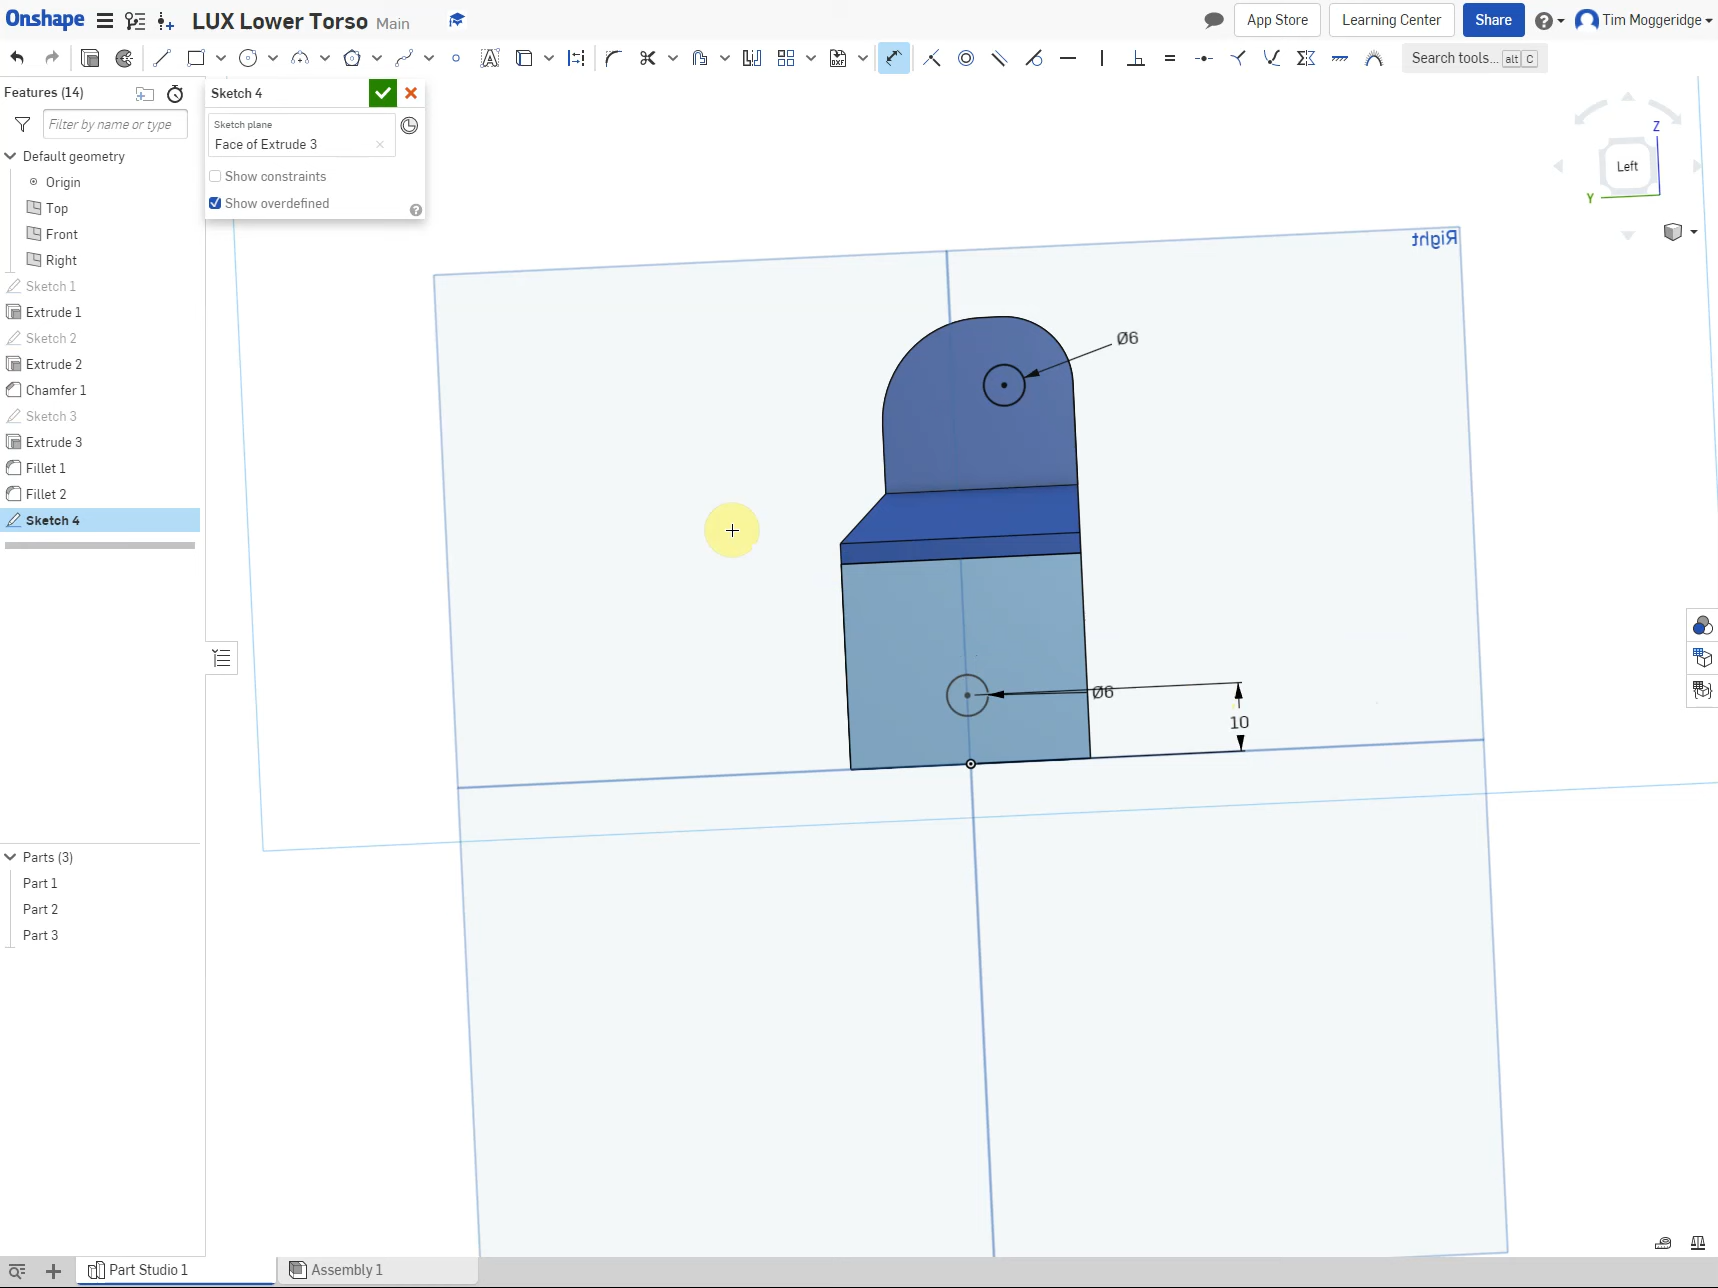 Onshape LUX Lower Torso Main App Store Learning Center Share Tim Moggeridge
Search tools... alt C
Features (14)
Filter by name or type
Default geometry
Origin
Top
Front
Right
Sketch 1
Extrude 1
Sketch 2
Extrude 2
Chamfer 1
Sketch 3
Extrude 3
Fillet 1
Fillet 2
Sketch 4
Parts (3)
Part 1
Part 2
Part 3
Sketch 4
Sketch plane
Face of Extrude 3
Show constraints
Show overdefined
Z
Left
Y
Right
Ø6
Ø6
10
Part Studio 1
Assembly 1